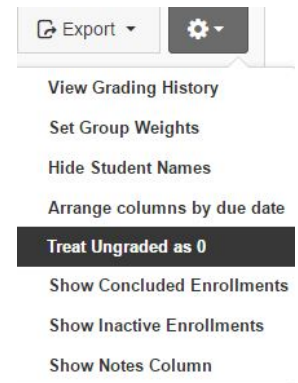 Export
View Grading History
Set Group Weights
Hide Student Names
Arrange columns by due date
Treat Ungraded as 0
Show Concluded Enrollments
Show Inactive Enrollments
Show Notes Column